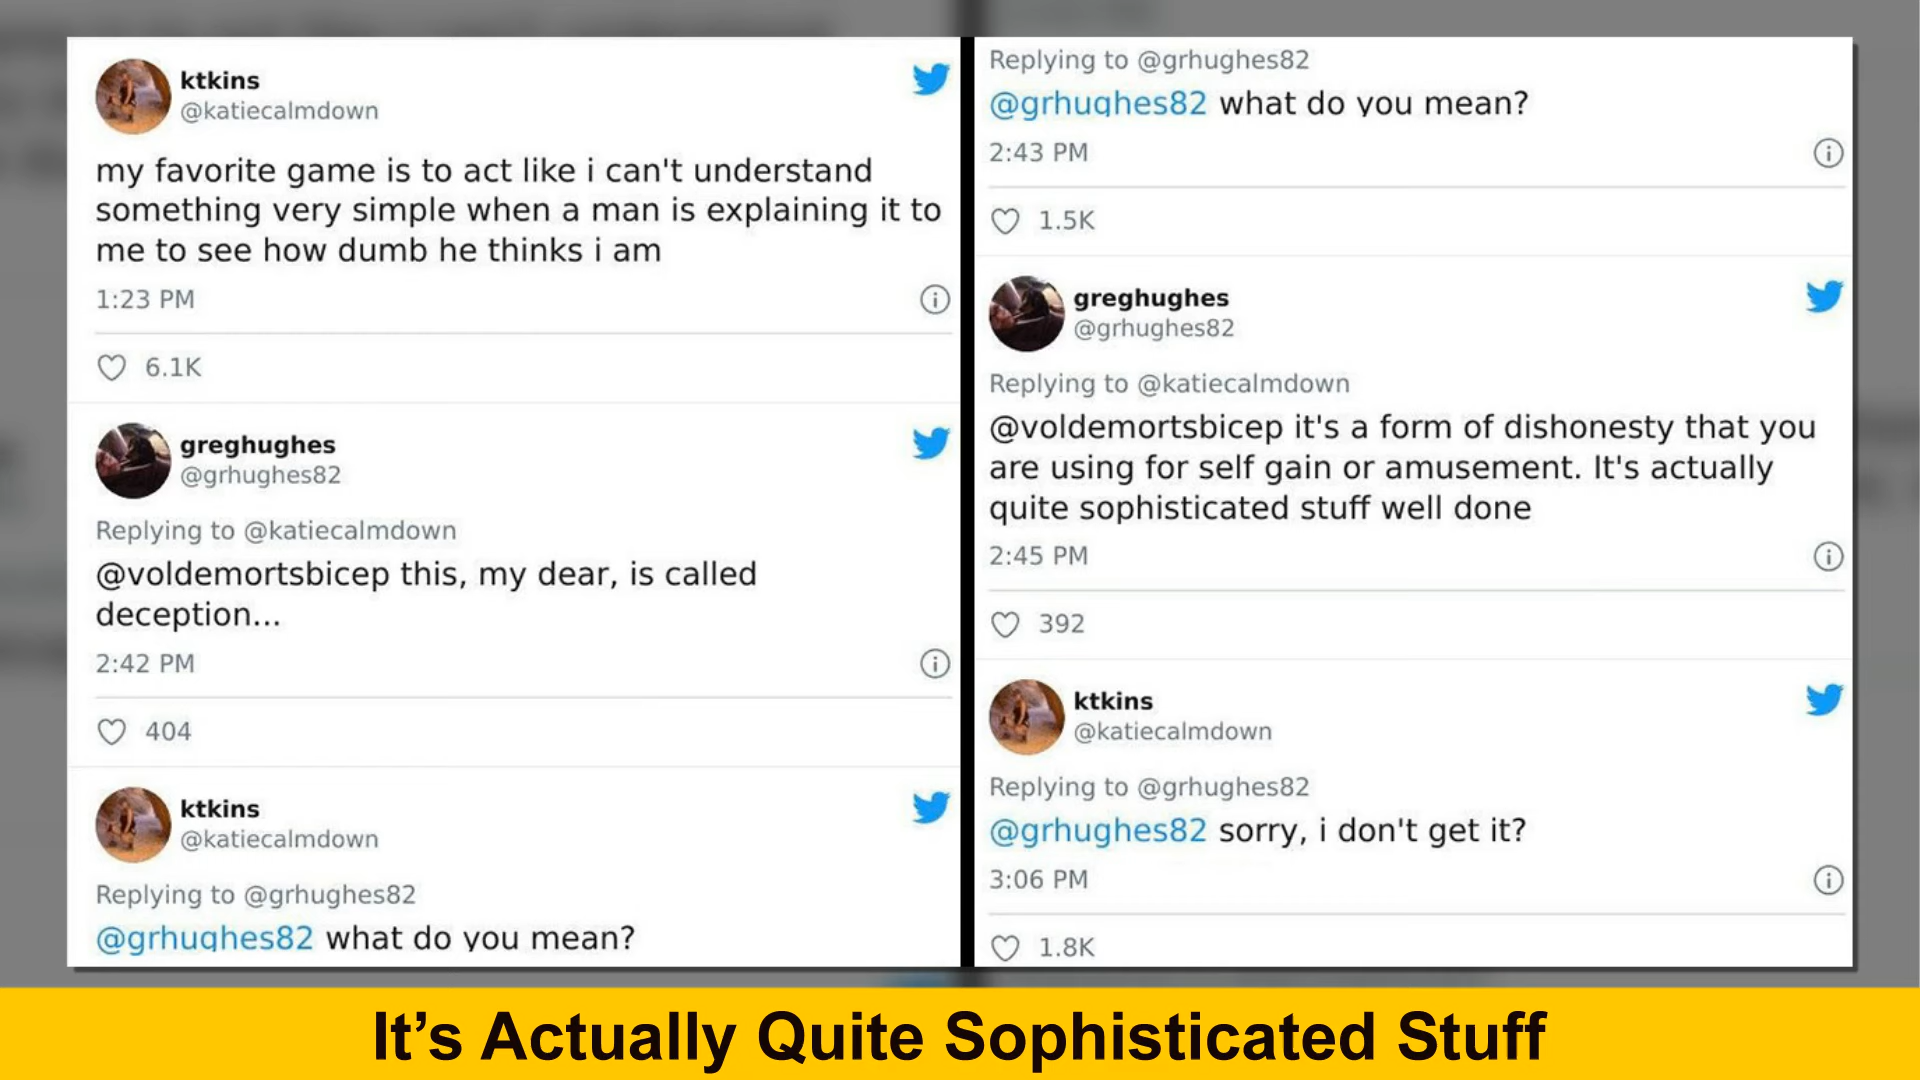 ktkins
@katiecalmdown
my favorite game is to act like i can't understand
something very simple when a man is explaining it to
me to see how dumb he thinks i am
1:23 PM
6.1K
greghughes
@grhughes82
Replying to @katiecalmdown
@voldemortsbicep this, my dear, is called
deception...
2:42 PM
404
ktkins
@katiecalmdown
Replying to @grhughes82
@grhughes82 what do you mean?
Replying to @grhughes82
@grhughes82 what do you mean?
2:43 PM
1.5K
greghughes
@grhughes82
Replying to @katiecalmdown
@voldemortsbicep it's a form of dishonesty that you
are using for self gain or amusement. It's actually
quite sophisticated stuff well done
2:45 PM
392
ktkins
@katiecalmdown
Replying to @grhughes82
@grhughes82 sorry, i don't get it?
3:06 PM
1.8K
It’s Actually Quite Sophisticated Stuff